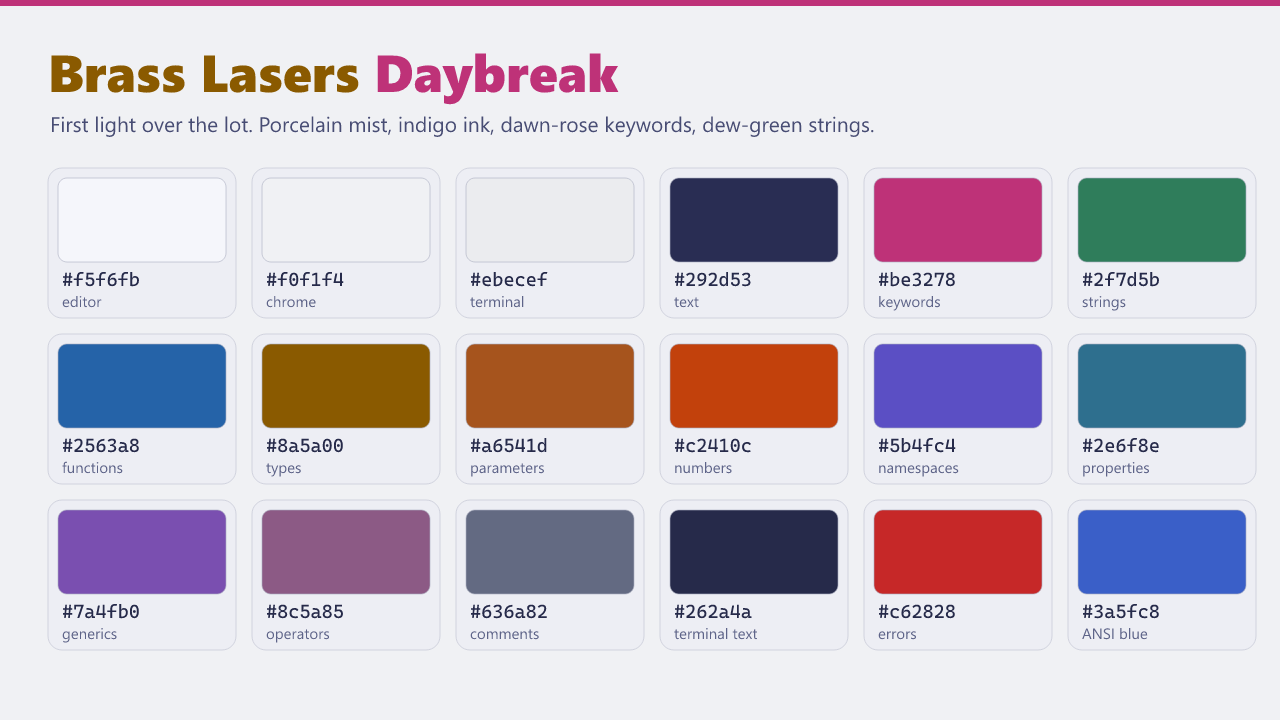 Brass Lasers Daybreak
First light over the lot. Porcelain mist, indigo ink, dawn-rose keywords, dew-green strings.
#f5f6fb #f0f1f4 #ebecef #292d53 #be3278 #2f7d5b
editor chrome terminal text keywords strings
#2563a8 #8a5a00 #a6541d #c2410c #5b4fc4 #2e6f8e
functions types parameters numbers namespaces properties
#7a4fb0 #8c5a85 #636a82 #262a4a #c62828 #3a5fc8
generics operators comments terminal text errors ANSI blue